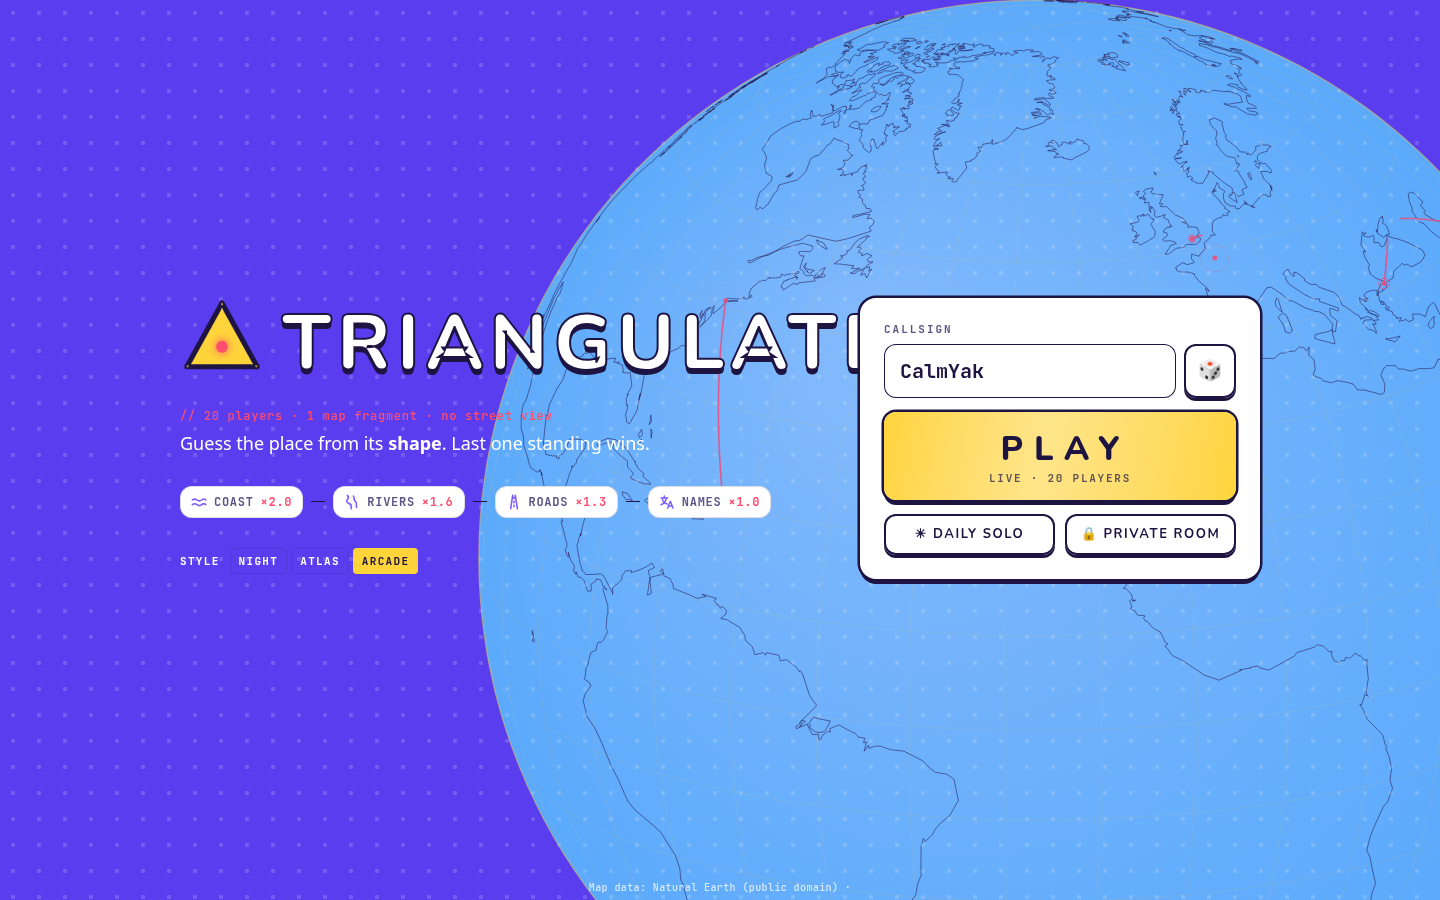 TRIANGULATE
// 20 players · 1 map fragment · no street view
Guess the place from its shape. Last one standing wins.
COAST ×2.0
RIVERS ×1.6
ROADS ×1.3
NAMES ×1.0
STYLE NIGHT ATLAS ARCADE
CALLSIGN
CalmYak
PLAY
LIVE · 20 PLAYERS
☀ DAILY SOLO
🔒 PRIVATE ROOM
Map data: Natural Earth (public domain) ·